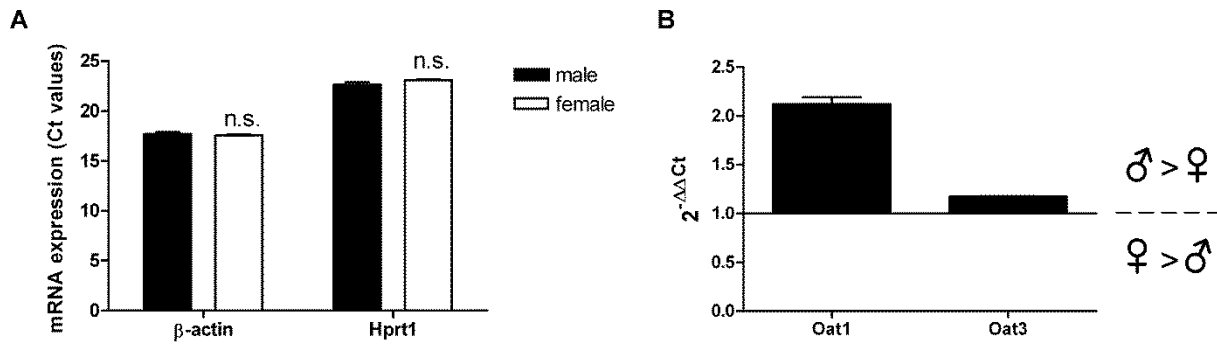 A
mRNA expression (Ct values)
25
20
15
10
5
0
n.s.
n.s.
β-actin
Hprt1
male
female
B
2^-ΔΔCt
2.5
2.0
1.5
1.0
0.5
0.0
Oat1
Oat3
♂ > ♀
♀ > ♂